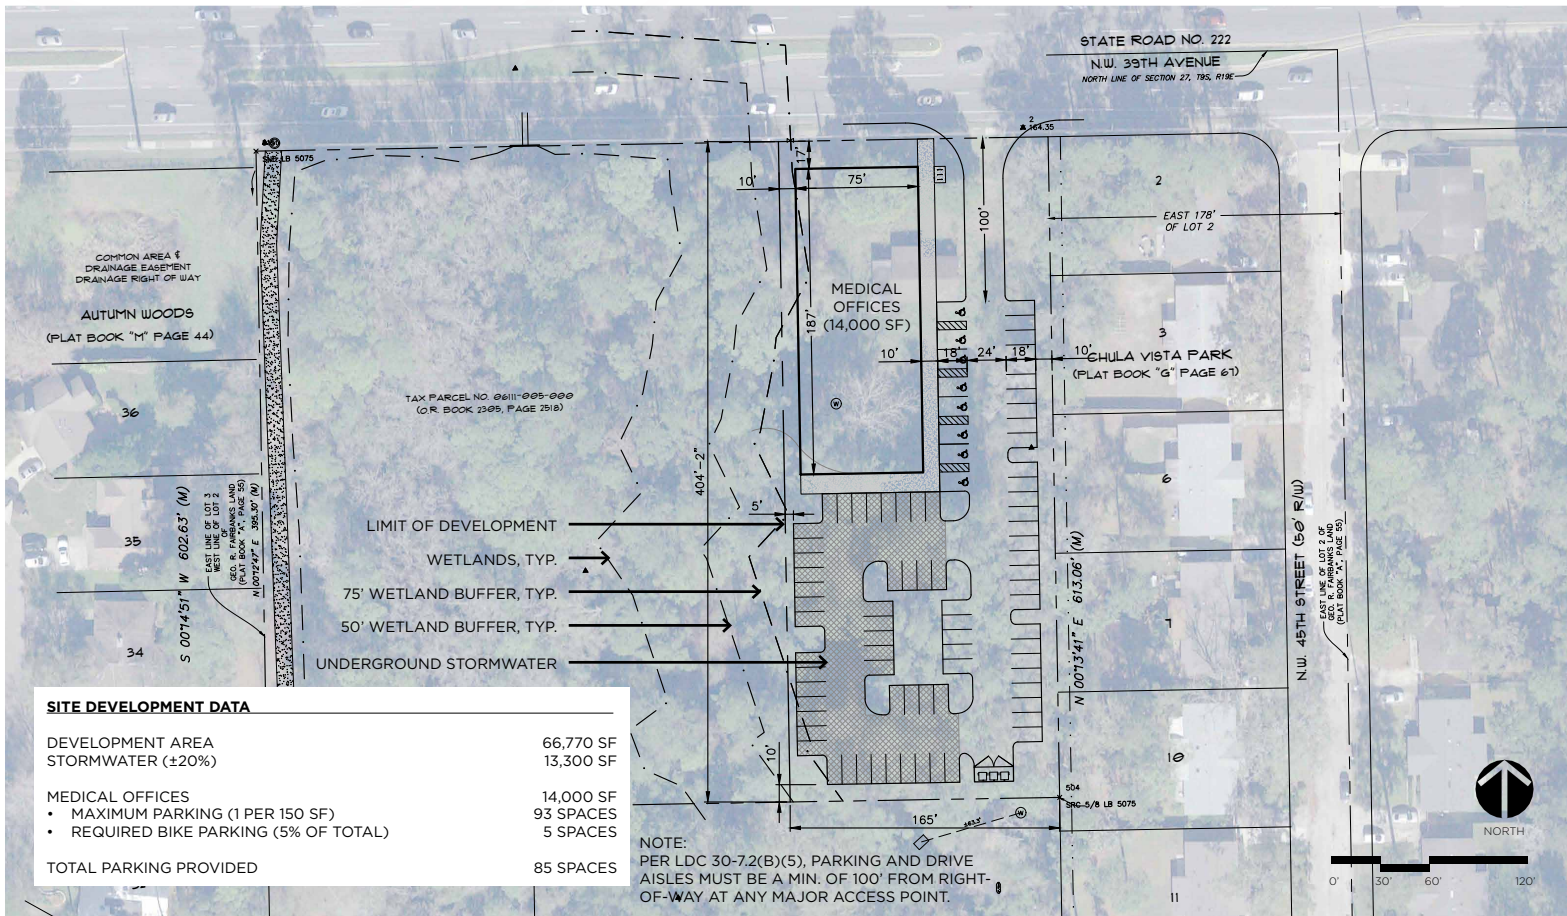 STATE ROAD NO. 222
N.W. 39TH AVENUE
NORTH LINE OF SECTION 27, T9S, R19E
LB 5075
2
164.35
17'
10'
75'
100'
2
EAST 178'
OF LOT 2
COMMON AREA &
DRAINAGE EASEMENT
DRAINAGE RIGHT OF WAY
AUTUMN WOODS
(PLAT BOOK "M" PAGE 44)
MEDICAL
OFFICES
(14,000 SF)
187'
10'
18'
24'
18'
10'
3
CHULA VISTA PARK
(PLAT BOOK "G" PAGE 67)
TAX PARCEL NO. 06111-005-000
(O.R. BOOK 2305, PAGE 2518)
W
36
404'-2"
6
35
34
S 00°14'51" W 602.63' (M)
EAST LINE OF LOT 3
WEST LINE OF LOT 2
OF
GEO. R. FAIRBANKS LAND
(PLAT BOOK "A", PAGE 55)
N 00°12'47" E 395.30' (M)
5'
LIMIT OF DEVELOPMENT
WETLANDS, TYP.
75' WETLAND BUFFER, TYP.
50' WETLAND BUFFER, TYP.
UNDERGROUND STORMWATER
N 00°13'41" E 613.06' (M)
7
N.W. 45TH STREET (50' R/W)
EAST LINE OF LOT 2 OF
GEO. R. FAIRBANKS LAND
(PLAT BOOK "A", PAGE 55)
10'
10
504
SRC 5/8 LB 5075
165'
W
11
SITE DEVELOPMENT DATA
DEVELOPMENT AREA 66,770 SF
STORMWATER (±20%) 13,300 SF
MEDICAL OFFICES 14,000 SF
• MAXIMUM PARKING (1 PER 150 SF) 93 SPACES
• REQUIRED BIKE PARKING (5% OF TOTAL) 5 SPACES
TOTAL PARKING PROVIDED 85 SPACES
NOTE:
PER LDC 30-7.2(B)(5), PARKING AND DRIVE
AISLES MUST BE A MIN. OF 100' FROM RIGHT-
OF-WAY AT ANY MAJOR ACCESS POINT.
NORTH
0' 30' 60' 120'